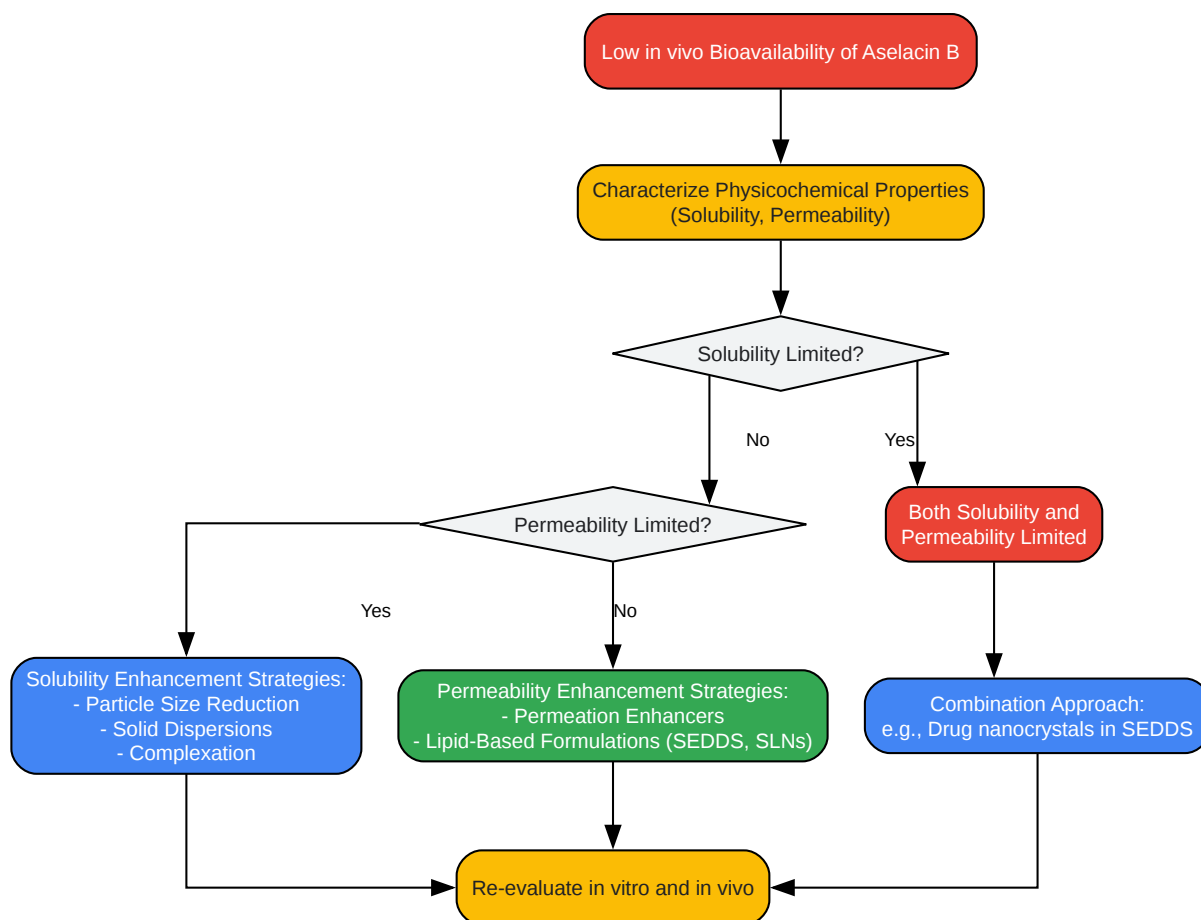 Low in vivo Bioavailability of Aselacin B
Characterize Physicochemical Properties
(Solubility, Permeability)
Solubility Limited?
No
Yes
Permeability Limited?
Both Solubility and
Permeability Limited
Yes
No
Solubility Enhancement Strategies:
- Particle Size Reduction
- Solid Dispersions
- Complexation
Permeability Enhancement Strategies:
- Permeation Enhancers
- Lipid-Based Formulations (SEDDS, SLNs)
Combination Approach:
e.g., Drug nanocrystals in SEDDS
Re-evaluate in vitro and in vivo